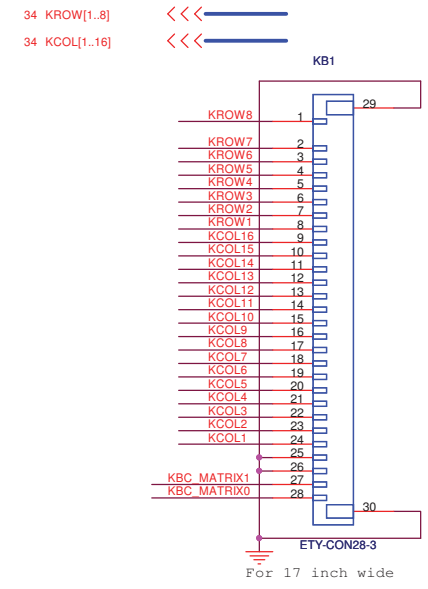 34 KROW[1..8]
34 KCOL[1..16]
KB1
29
KROW8 1
KROW7 2
KROW6 3
KROW5 4
KROW4 5
KROW3 6
KROW2 7
KROW1 8
KCOL16 9
KCOL15 10
KCOL14 11
KCOL13 12
KCOL12 13
KCOL11 14
KCOL10 15
KCOL9 16
KCOL8 17
KCOL7 18
KCOL6 19
KCOL5 20
KCOL4 21
KCOL3 22
KCOL2 23
KCOL1 24
25
26
KBC_MATRIX1 27
KBC_MATRIX0 28
30
ETY-CON28-3
For 17 inch wide